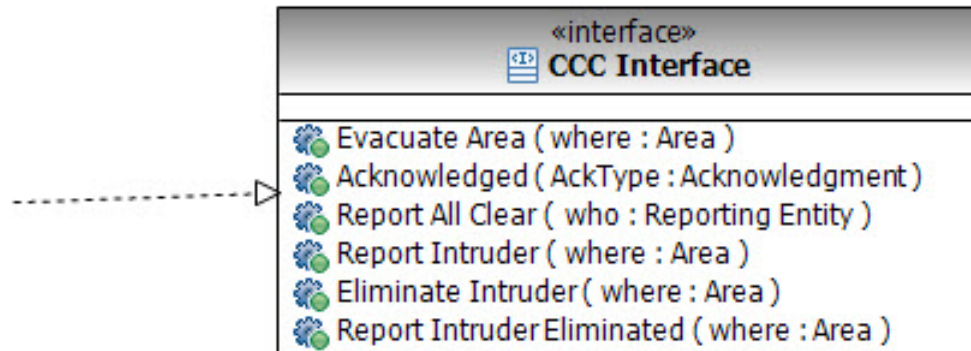 «interface»
CCC Interface
Evacuate Area ( where : Area )
Acknowledged ( AckType : Acknowledgment )
Report All Clear ( who : Reporting Entity )
Report Intruder ( where : Area )
Eliminate Intruder ( where : Area )
Report Intruder Eliminated ( where : Area )